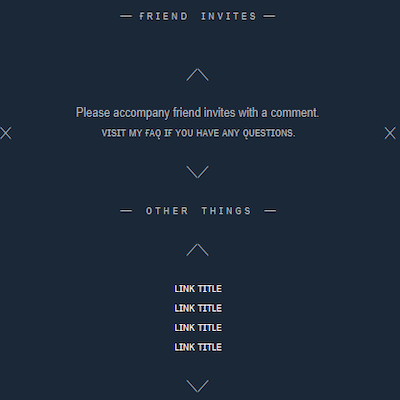 — FRIEND INVITES —
Please accompany friend invites with a comment.
VISIT MY FAQ IF YOU HAVE ANY QUESTIONS.
— OTHER THINGS —
LINK TITLE
LINK TITLE
LINK TITLE
LINK TITLE